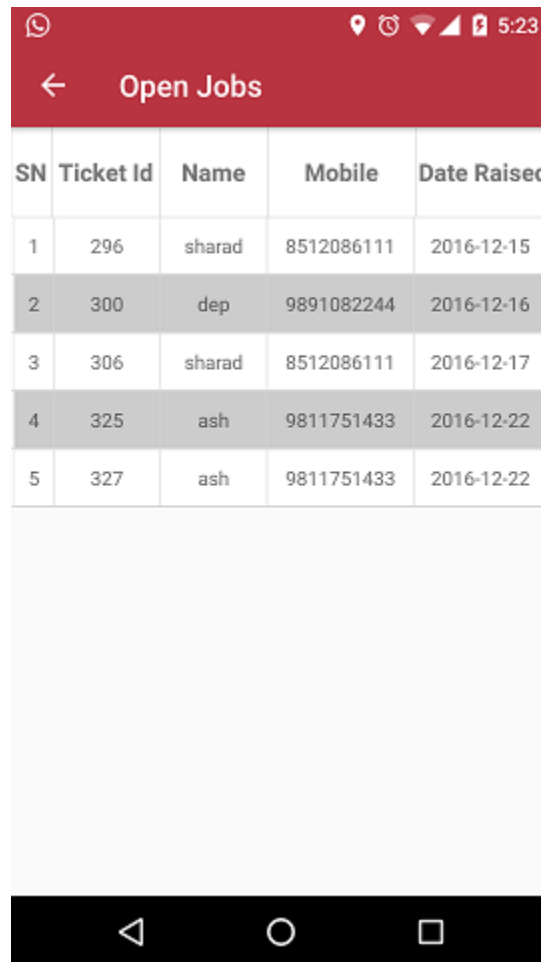 5:23
Open Jobs
SN Ticket Id Name Mobile Date Raised
1 296 sharad 8512086111 2016-12-15
2 300 dep 9891082244 2016-12-16
3 306 sharad 8512086111 2016-12-17
4 325 ash 9811751433 2016-12-22
5 327 ash 9811751433 2016-12-22